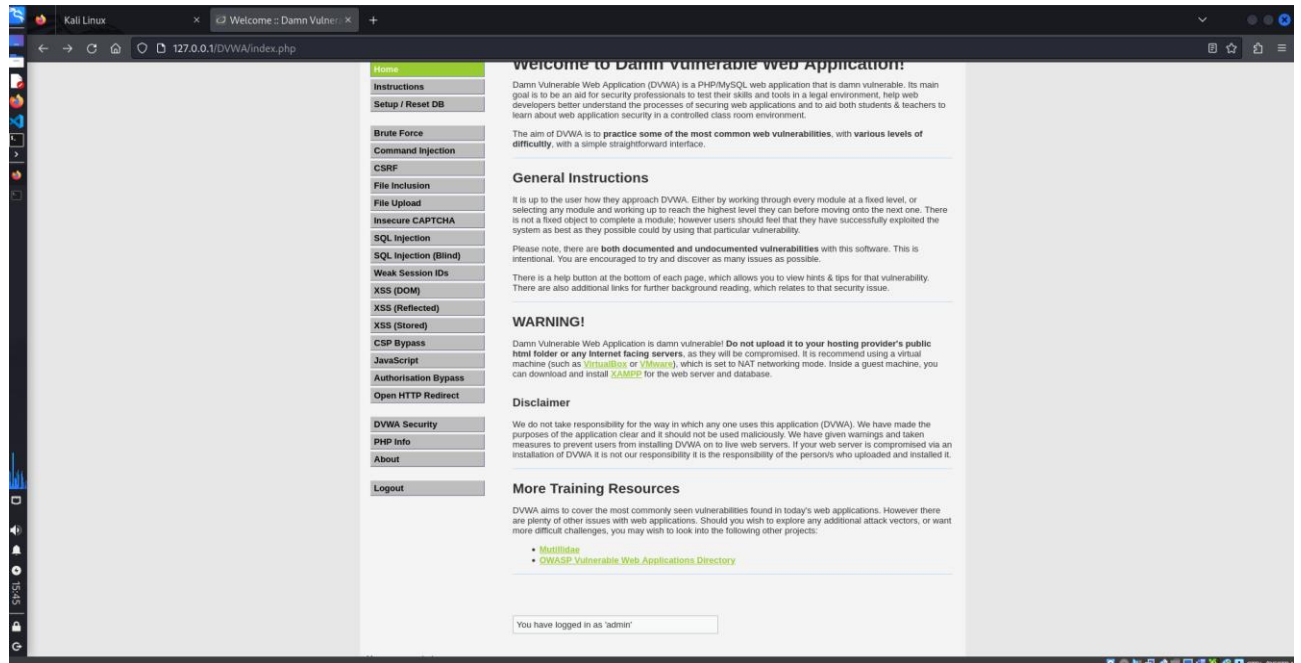 Kali Linux
Welcome :: Damn Vulnera
127.0.0.1/DVWA/index.php
Home
Instructions
Setup / Reset DB
Brute Force
Command Injection
CSRF
File Inclusion
File Upload
Insecure CAPTCHA
SQL Injection
SQL Injection (Blind)
Weak Session IDs
XSS (DOM)
XSS (Reflected)
XSS (Stored)
CSP Bypass
JavaScript
Authorisation Bypass
Open HTTP Redirect
DVWA Security
PHP Info
About
Logout
Welcome to Damn Vulnerable Web Application!
Damn Vulnerable Web Application (DVWA) is a PHP/MySQL web application that is damn vulnerable. Its main
goal is to be an aid for security professionals to test their skills and tools in a legal environment, help web
developers better understand the processes of securing web applications and to aid both students & teachers to
learn about web application security in a controlled class room environment.
The aim of DVWA is to practice some of the most common web vulnerabilities, with various levels of
difficultly, with a simple straightforward interface.
General Instructions
It is up to the user how they approach DVWA. Either by working through every module at a fixed level, or
selecting any module and working up to reach the highest level they can before moving onto the next one. There
is not a fixed object to complete a module; however users should feel that they have successfully exploited the
system as best as they possible could by using that particular vulnerability.
Please note, there are both documented and undocumented vulnerabilities with this software. This is
intentional. You are encouraged to try and discover as many issues as possible.
There is a help button at the bottom of each page, which allows you to view hints & tips for that vulnerability.
There are also additional links for further background reading, which relates to that security issue.
WARNING!
Damn Vulnerable Web Application is damn vulnerable! Do not upload it to your hosting provider's public
html folder or any Internet facing servers, as they will be compromised. It is recommend using a virtual
machine (such as VirtualBox or VMware), which is set to NAT networking mode. Inside a guest machine, you
can download and install XAMPP for the web server and database.
Disclaimer
We do not take responsibility for the way in which any one uses this application (DVWA). We have made the
purposes of the application clear and it should not be used maliciously. We have given warnings and taken
measures to prevent users from installing DVWA on to live web servers. If your web server is compromised via an
installation of DVWA it is not our responsibility it is the responsibility of the person/s who uploaded and installed it.
More Training Resources
DVWA aims to cover the most commonly seen vulnerabilities found in today's web applications. However there
are plenty of other issues with web applications. Should you wish to explore any additional attack vectors, or want
more difficult challenges, you may wish to look into the following other projects:
Mutillidae
OWASP Vulnerable Web Applications Directory
You have logged in as 'admin'
15:45